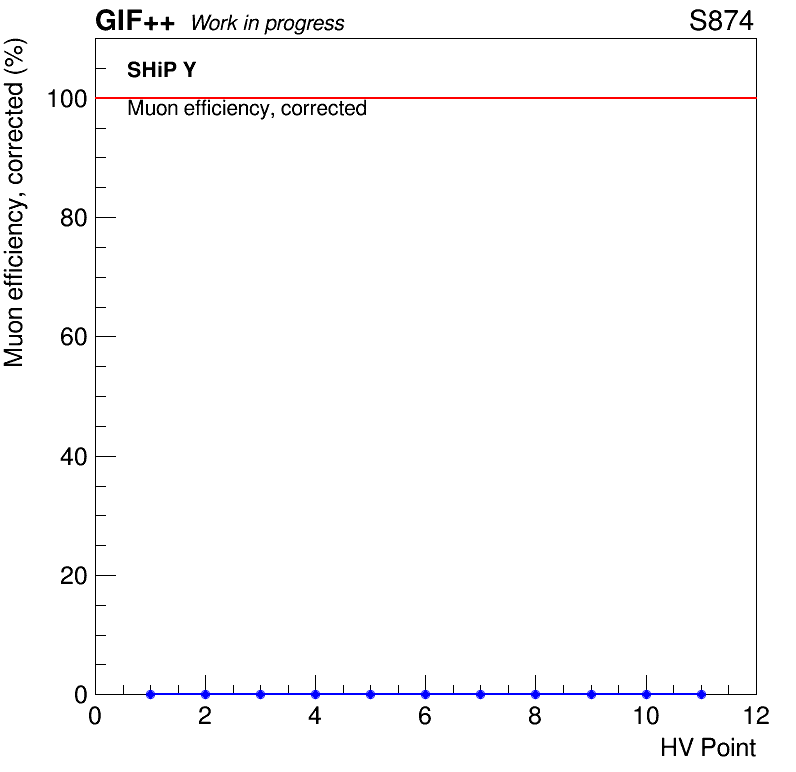 GIF++ Work in progress S874
SHiP Y
Muon efficiency, corrected
Muon efficiency, corrected (%)
100
80
60
40
20
0
0 2 4 6 8 10 12
HV Point